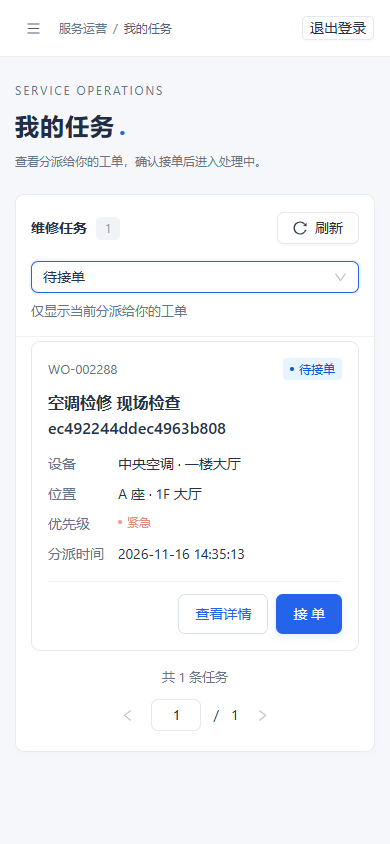 服务运营 / 我的任务
退出登录
SERVICE OPERATIONS
我的任务.
查看分派给你的工单，确认接单后进入处理中。
维修任务 1
刷新
待接单
仅显示当前分派给你的工单
WO-002288
待接单
空调检修 现场检查
ec492244ddec4963b808
设备 中央空调 · 一楼大厅
位置 A 座 · 1F 大厅
优先级 紧急
分派时间 2026-11-16 14:35:13
查看详情
接 单
共 1 条任务
1 / 1